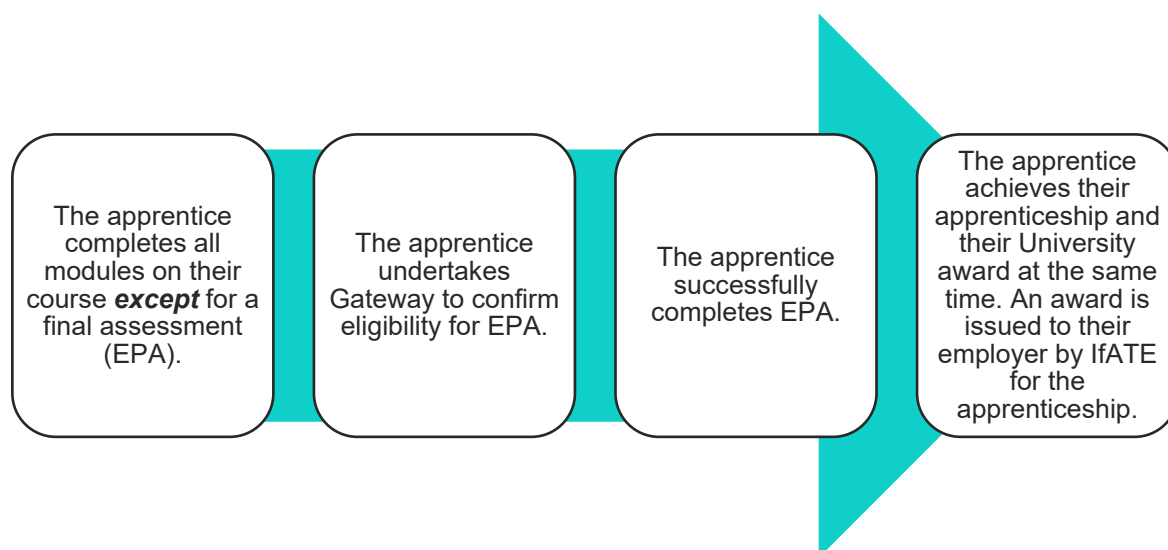 The apprentice
completes all
modules on their
course except for a
final assessment
(EPA).
The apprentice
undertakes
Gateway to confirm
eligibility for EPA.
The apprentice
successfully
completes EPA.
The apprentice
achieves their
apprenticeship and
their University
award at the same
time. An award is
issued to their
employer by IfATE
for the
apprenticeship.